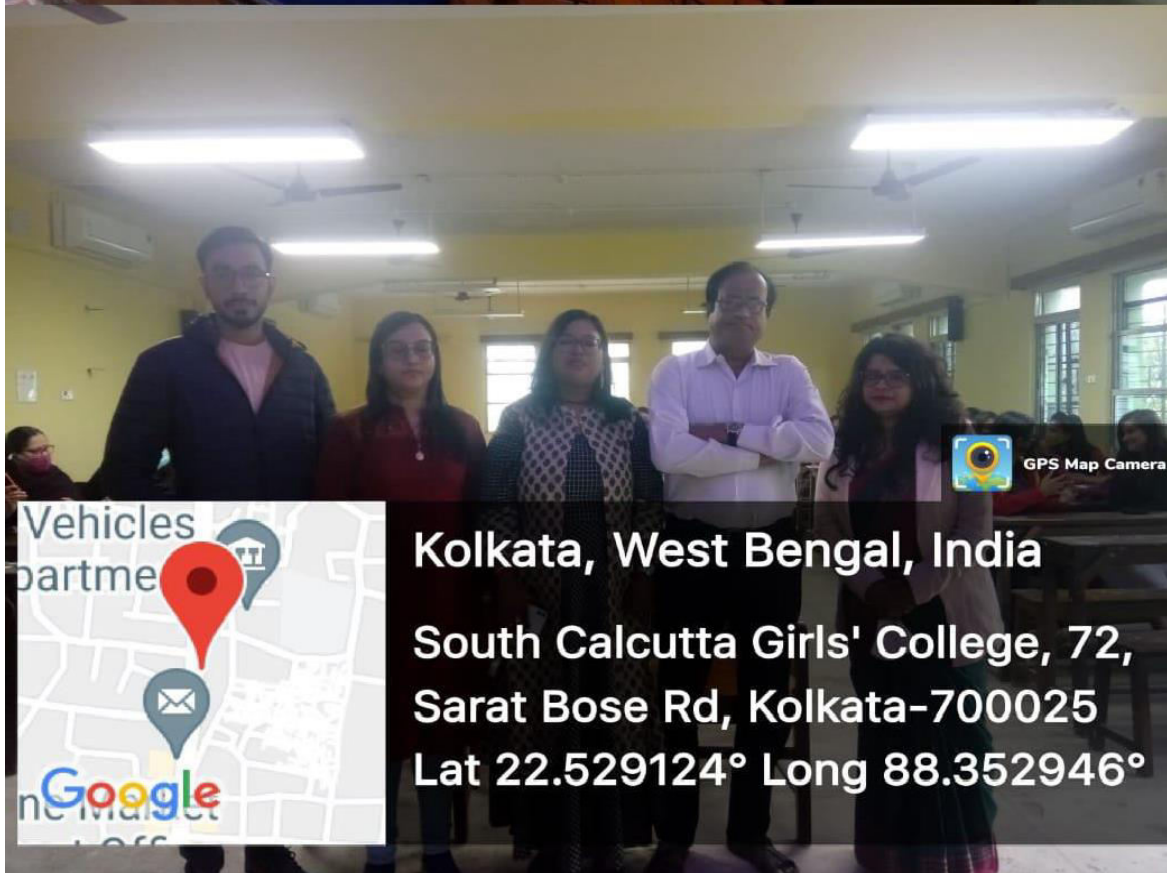 GPS Map Camera
Vehicles
partme
Google
Kolkata, West Bengal, India
South Calcutta Girls' College, 72,
Sarat Bose Rd, Kolkata-700025
Lat 22.529124° Long 88.352946°